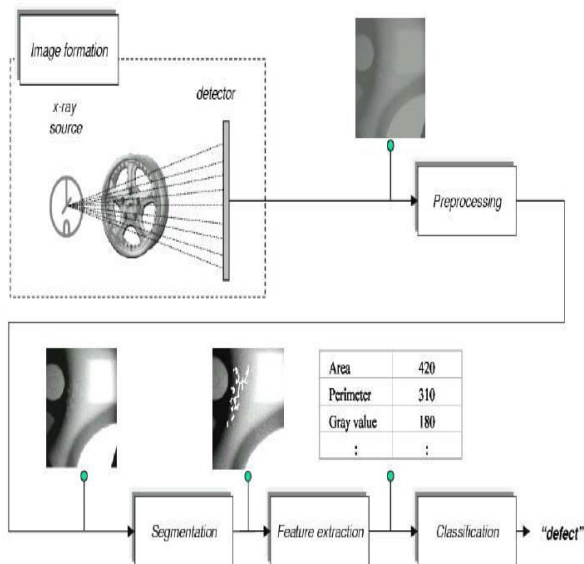 Image formation
x-ray
source
detector
Preprocessing
Area 420
Perimeter 310
Gray value 180
: :
Segmentation
Feature extraction
Classification
“defect”